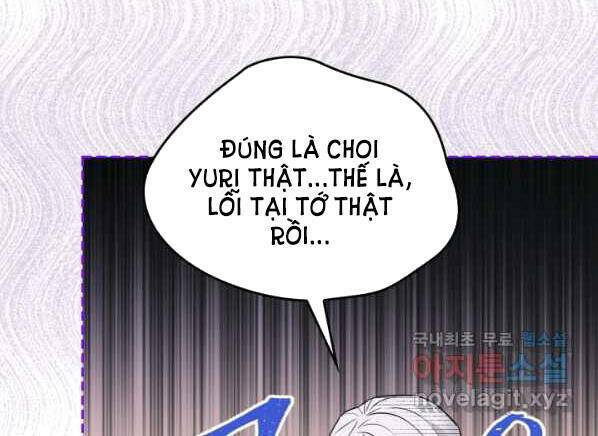 ĐÚNG LÀ CHOI
YURI THẬT...THẾ LÀ,
LỖI TẠI TỚ THẬT
RỒI...
국내최초 무료 웹소설
아지툰소설
novelagit.xyz